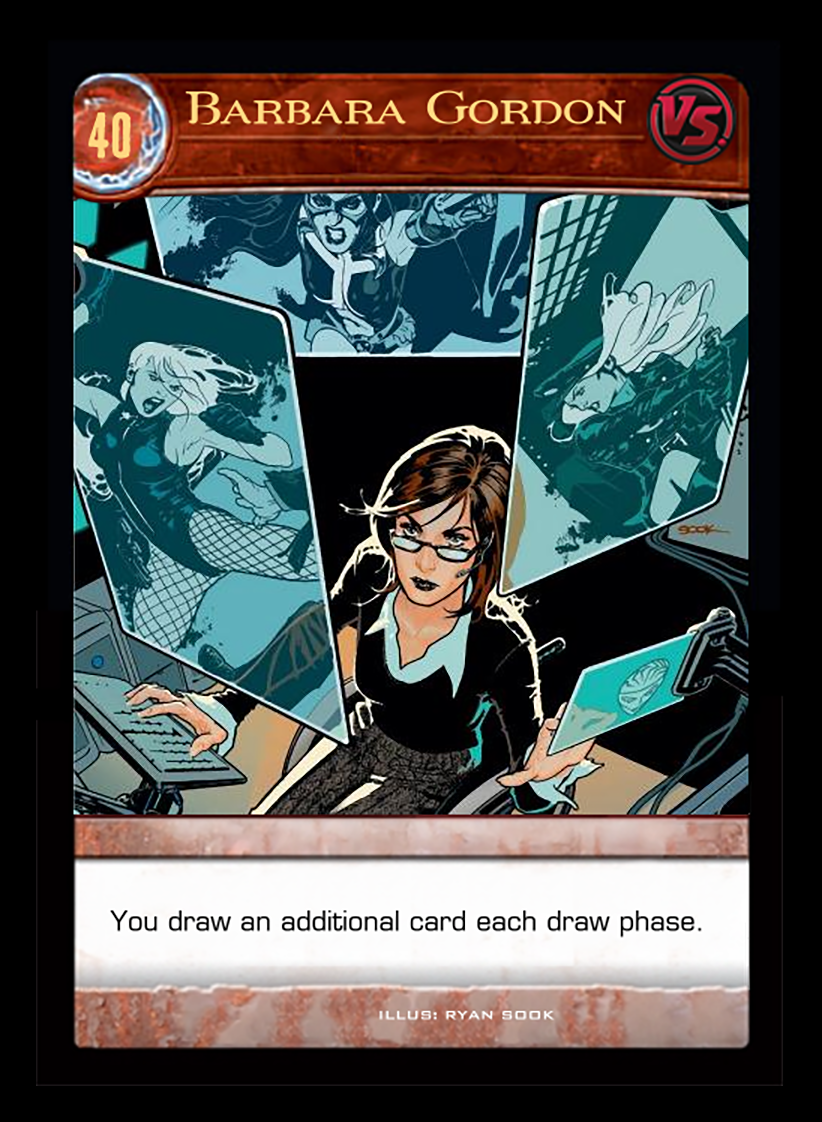 40
Barbara Gordon
VS.
SOOK
You draw an additional card each draw phase.
ILLUS: RYAN SOOK